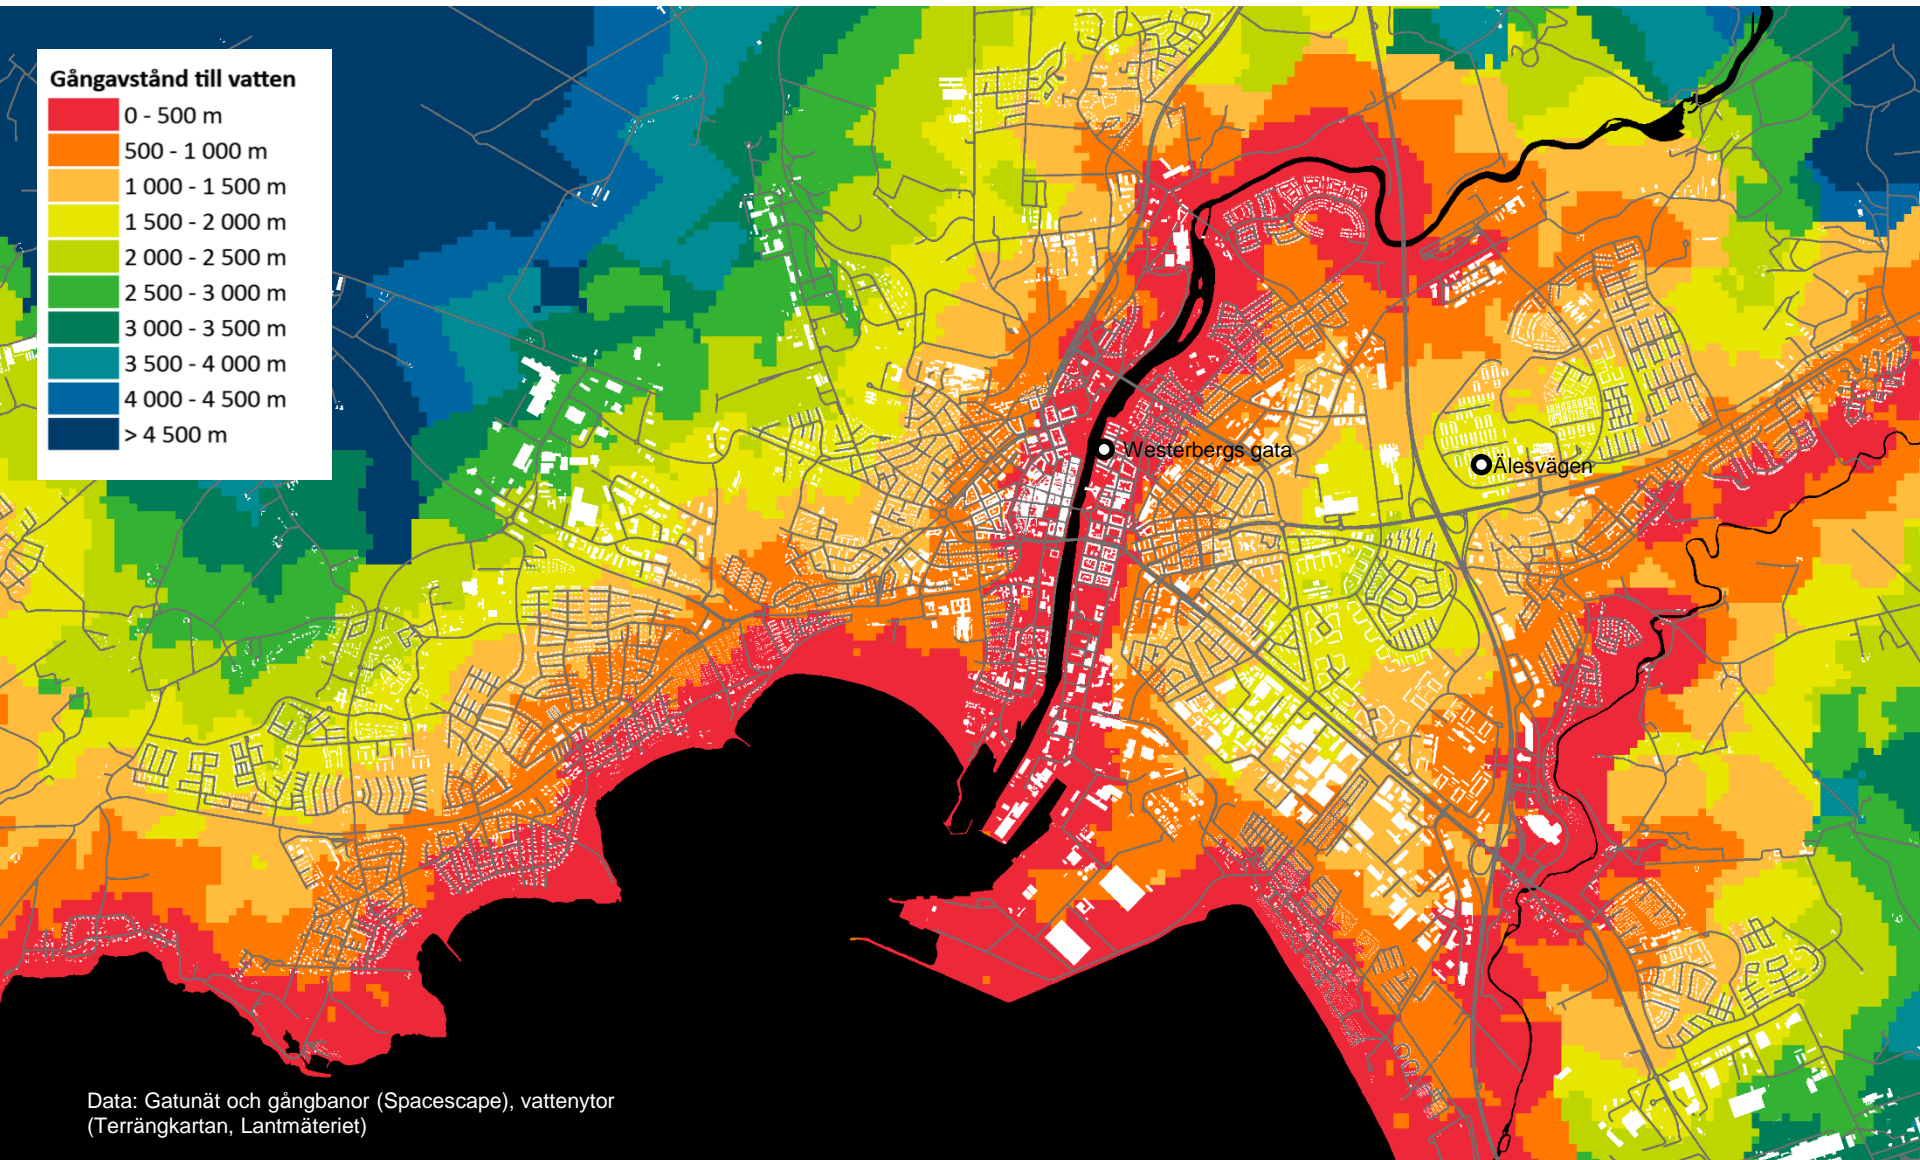 Gångavstånd till vatten
0 - 500 m
500 - 1 000 m
1 000 - 1 500 m
1 500 - 2 000 m
2 000 - 2 500 m
2 500 - 3 000 m
3 000 - 3 500 m
3 500 - 4 000 m
4 000 - 4 500 m
> 4 500 m
Westerbergs gata
Älesvägen
Data: Gatunät och gångbanor (Spacescape), vattenytor
(Terrängkartan, Lantmäteriet)